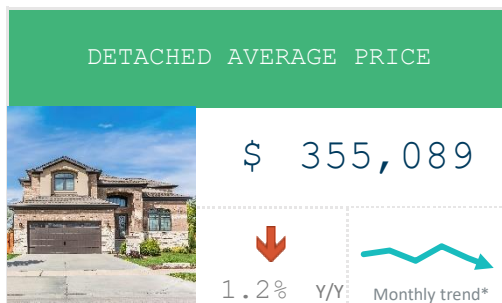 DETACHED AVERAGE PRICE
$ 355,089
1.2% Y/Y
Monthly trend*